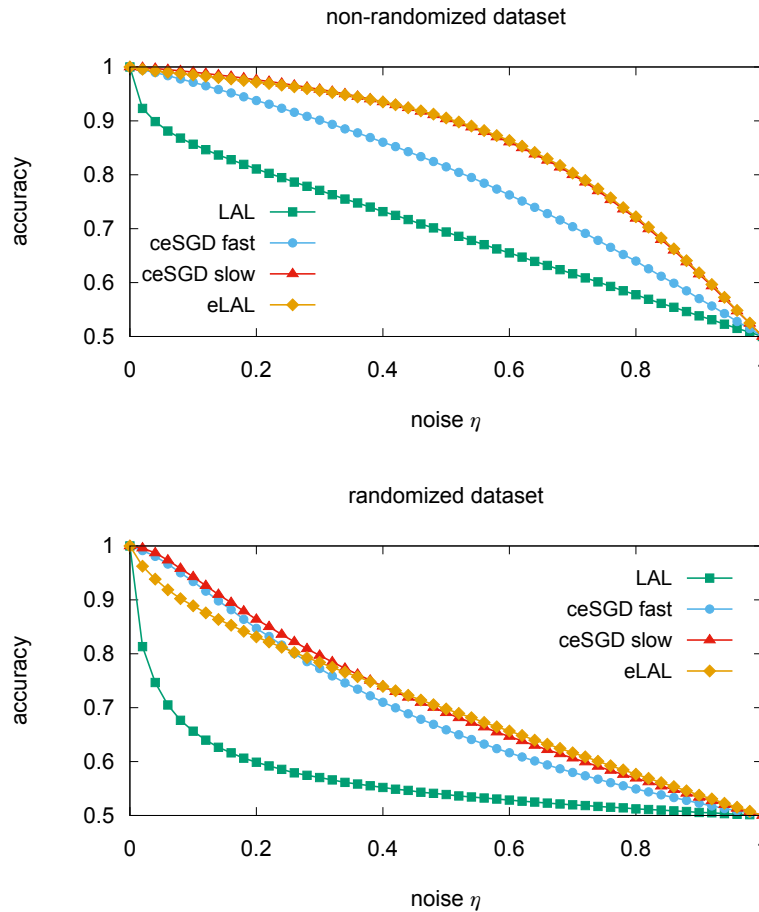 non-randomized dataset
1
0.9
0.8
0.7
0.6
0.5
accuracy
LAL
ceSGD fast
ceSGD slow
eLAL
0 0.2 0.4 0.6 0.8 1
noise η
randomized dataset
1
0.9
0.8
0.7
0.6
0.5
accuracy
LAL
ceSGD fast
ceSGD slow
eLAL
0 0.2 0.4 0.6 0.8 1
noise η